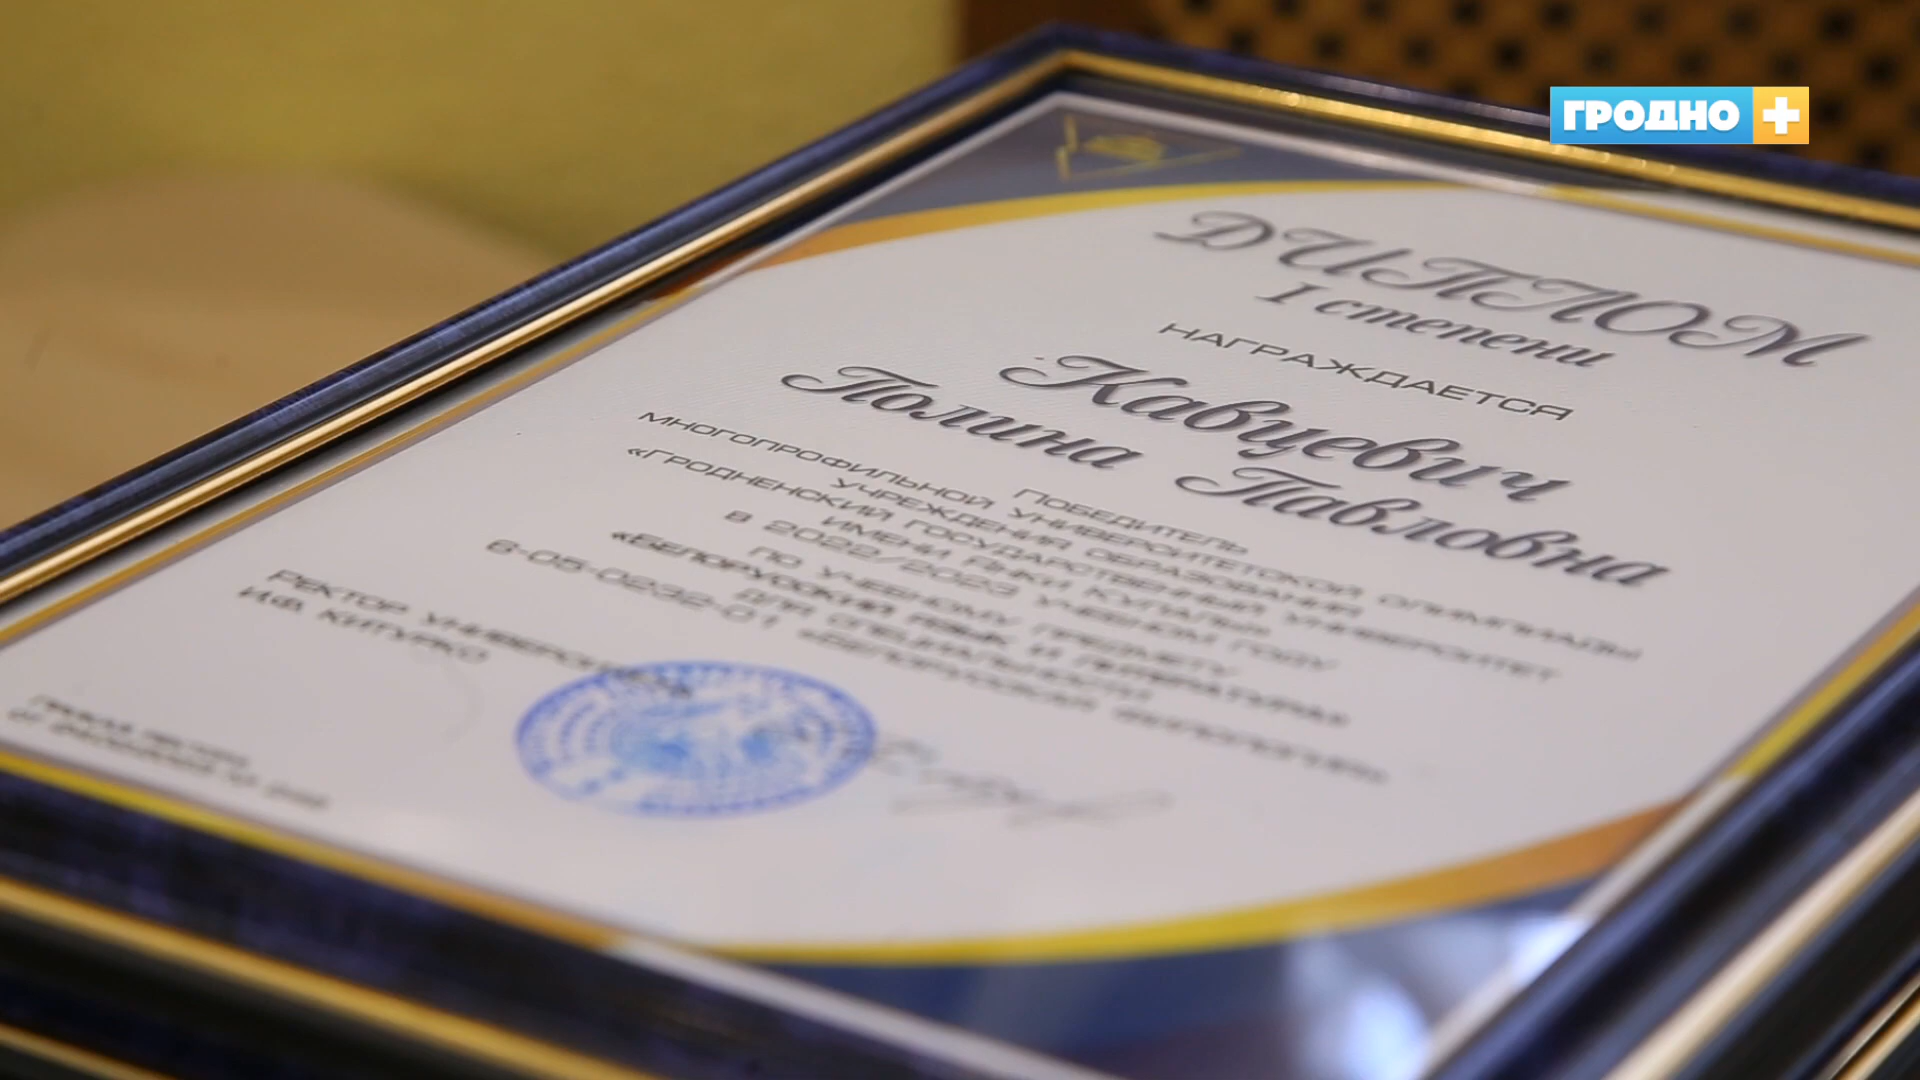 ГРОДНО +
ДИПЛОМ
I степени
НАГРАЖДАЕТСЯ
Кавцевич
Полина Павловна
ПОБЕДИТЕЛЬ
МНОГОПРОФИЛЬНОЙ УНИВЕРСИТЕТСКОЙ ОЛИМПИАДЫ
УЧРЕЖДЕНИЯ ОБРАЗОВАНИЯ
«ГРОДНЕНСКИЙ ГОСУДАРСТВЕННЫЙ УНИВЕРСИТЕТ
ИМЕНИ ЯНКИ КУПАЛЫ»
В 2022/2023 УЧЕБНОМ ГОДУ
ПО УЧЕБНОМУ ПРЕДМЕТУ
«БЕЛОРУССКИЙ ЯЗЫК И ЛИТЕРАТУРА»
ДЛЯ СПЕЦИАЛЬНОСТИ
6-05-0232-01 «БЕЛОРУССКАЯ ФИЛОЛОГИЯ»
РЕКТОР УНИВЕРСИТЕТА
И.Ф. КИТУРКО